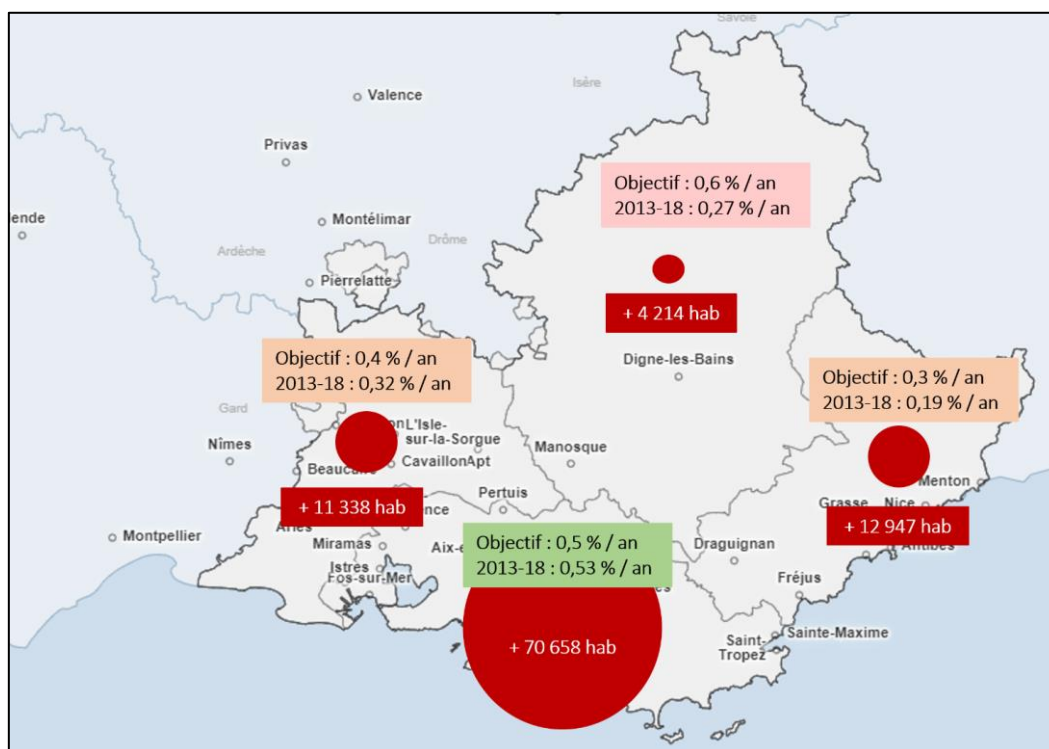 Savoie
Isère
Valence
Privas
Objectif : 0,6 % / an
2013-18 : 0,27 % / an
Montélimar
Ardèche
Drôme
Pierrelatte
+ 4 214 hab
Objectif : 0,4 % / an
2013-18 : 0,32 % / an
Digne-les-Bains
Objectif : 0,3 % / an
2013-18 : 0,19 % / an
Gard
L'Isle-
sur-la-Sorgue
Nîmes
Manosque
Cavaillon
Apt
Menton
Pertuis
Grasse
Nice
+ 11 338 hab
+ 12 947 hab
Montpellier
Miramas
Draguignan
Objectif : 0,5 % / an
2013-18 : 0,53 % / an
Istres
Fos-sur-Mer
Fréjus
+ 70 658 hab
Saint-
Tropez
Sainte-Maxime